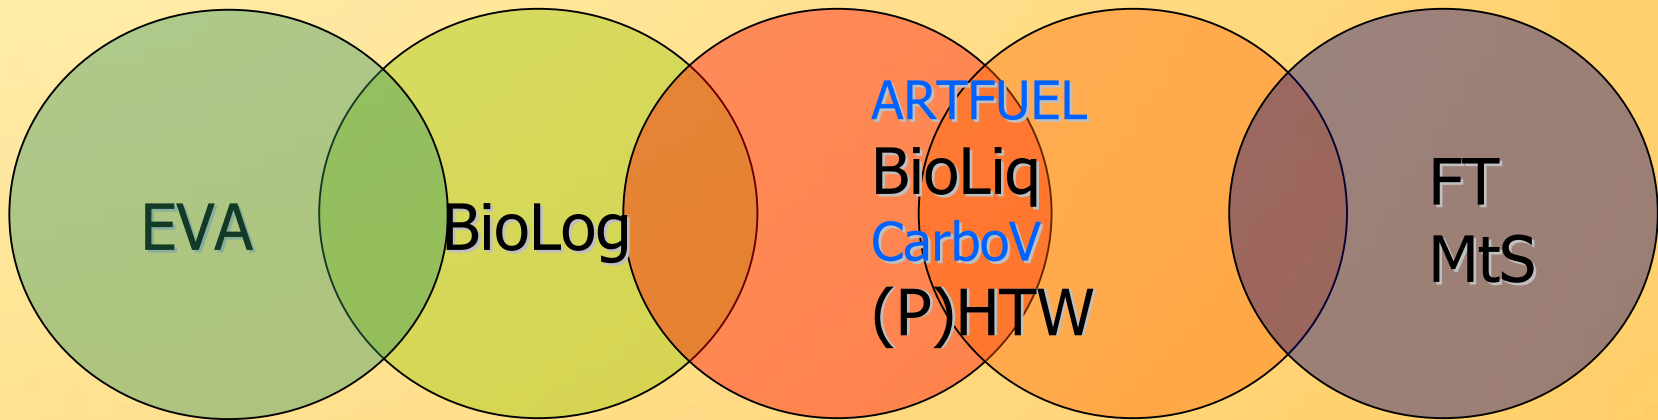 EVA
BioLog
ARTFUEL
BioLiq
CarboV
(P)HTW
FT
MtS